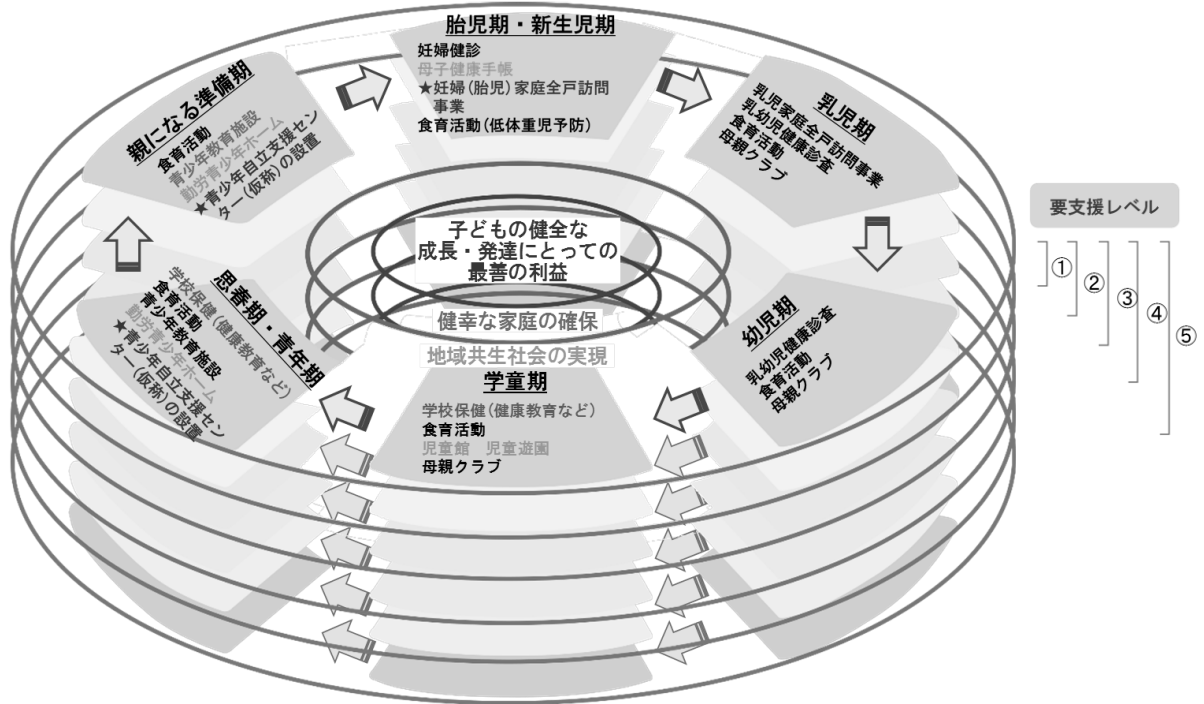 胎児期・新生児期
妊婦健診
母子健康手帳
★妊婦(胎児)家庭全戸訪問
事業
食育活動(低体重児予防)
乳児期
乳児家庭全戸訪問事業
乳幼児健康診査
食育活動
母親クラブ
幼児期
乳幼児健康診査
食育活動
母親クラブ
学童期
学校保健(健康教育など)
食育活動
児童館　児童遊園
母親クラブ
思春期・青年期
学校保健(健康教育など)
食育活動
青少年教育施設
勤労青少年ホーム
★青少年自立支援セン
ター(仮称)の設置
親になる準備期
食育活動
青少年教育施設
勤労青少年ホーム
★青少年自立支援セン
ター(仮称)の設置
子どもの健全な
成長・発達にとっての
最善の利益
健幸な家庭の確保
地域共生社会の実現
要支援レベル
①
②
③
④
⑤